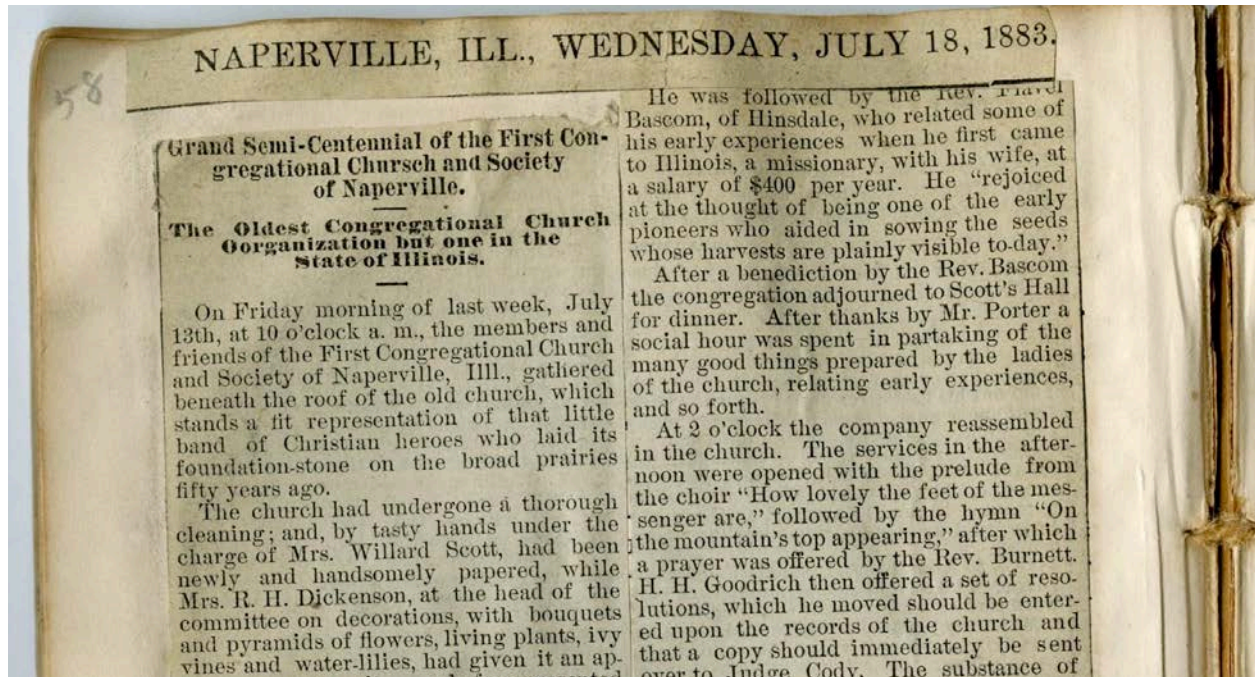 58
NAPERVILLE, ILL., WEDNESDAY, JULY 18, 1883.
Grand Semi-Centennial of the First Con-
gregational Chursch and Society
of Naperville.
The Oldest Congregational Church
Oorganization but one in the
State of Illinois.
On Friday morning of last week, July
13th, at 10 o'clock a. m., the members and
friends of the First Congregational Church
and Society of Naperville, Illl., gathered
beneath the roof of the old church, which
stands a fit representation of that little
band of Christian heroes who laid its
foundation-stone on the broad prairies
fifty years ago.
The church had undergone a thorough
cleaning; and, by tasty hands under the
charge of Mrs. Willard Scott, had been
newly and handsomely papered, while
Mrs. R. H. Dickenson, at the head of the
committee on decorations, with bouquets
and pyramids of flowers, living plants, ivy
vines and water-lilies, had given it an ap-
He was followed by the Rev. Flavel
Bascom, of Hinsdale, who related some of
his early experiences when he first came
to Illinois, a missionary, with his wife, at
a salary of $400 per year. He "rejoiced
at the thought of being one of the early
pioneers who aided in sowing the seeds
whose harvests are plainly visible to-day."
After a benediction by the Rev. Bascom
the congregation adjourned to Scott's Hall
for dinner. After thanks by Mr. Porter a
social hour was spent in partaking of the
many good things prepared by the ladies
of the church, relating early experiences,
and so forth.
At 2 o'clock the company reassembled
in the church. The services in the after-
noon were opened with the prelude from
the choir "How lovely the feet of the mes-
senger are," followed by the hymn "On
the mountain's top appearing," after which
a prayer was offered by the Rev. Burnett.
H. H. Goodrich then offered a set of reso-
lutions, which he moved should be enter-
ed upon the records of the church and
that a copy should immediately be sent
over to Judge Cody. The substance of